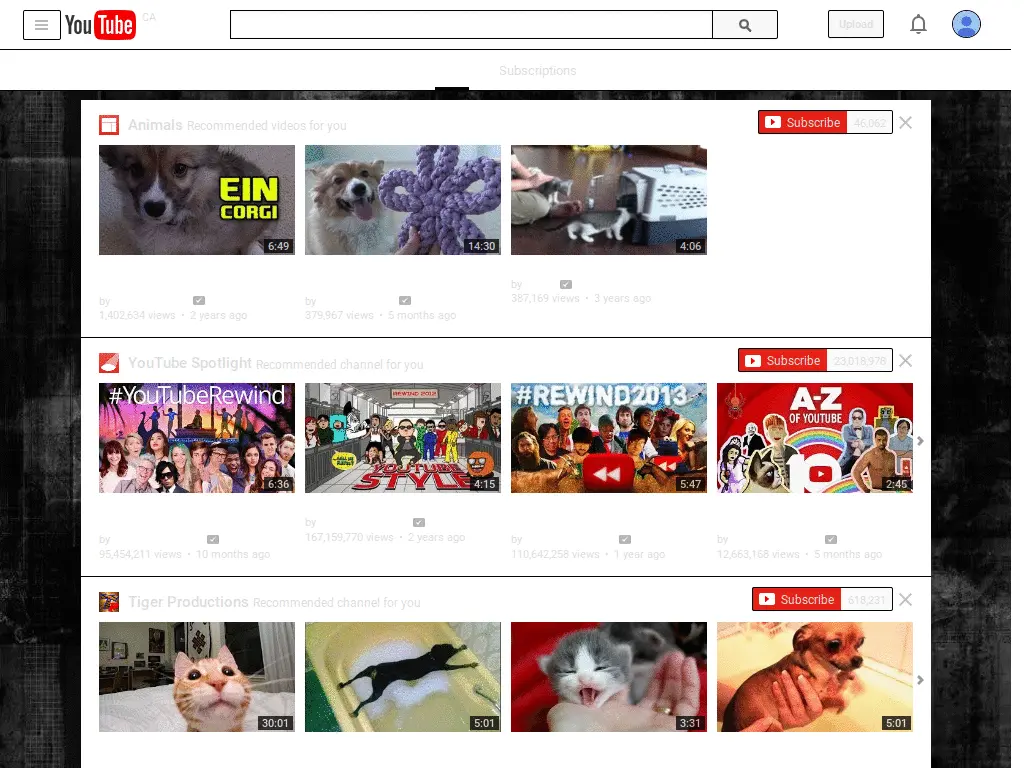 YouTube CA
Upload
Subscriptions
Animals Recommended videos for you
Subscribe 46,062
EIN
CORGI
6:49
14:30
4:06
by
1,402,634 views • 2 years ago
by
379,967 views • 5 months ago
by
387,169 views • 3 years ago
YouTube Spotlight Recommended channel for you
Subscribe 23,018,978
#YouTubeRewind
6:36
REWIND 2012
YOUTUBE
STYLE
4:15
#REWIND2013
5:47
A-Z
OF YOUTUBE
2:45
by
95,454,211 views • 10 months ago
by
167,159,770 views • 2 years ago
by
110,642,258 views • 1 year ago
by
12,663,168 views • 5 months ago
Tiger Productions Recommended channel for you
Subscribe 618,231
30:01
5:01
3:31
5:01